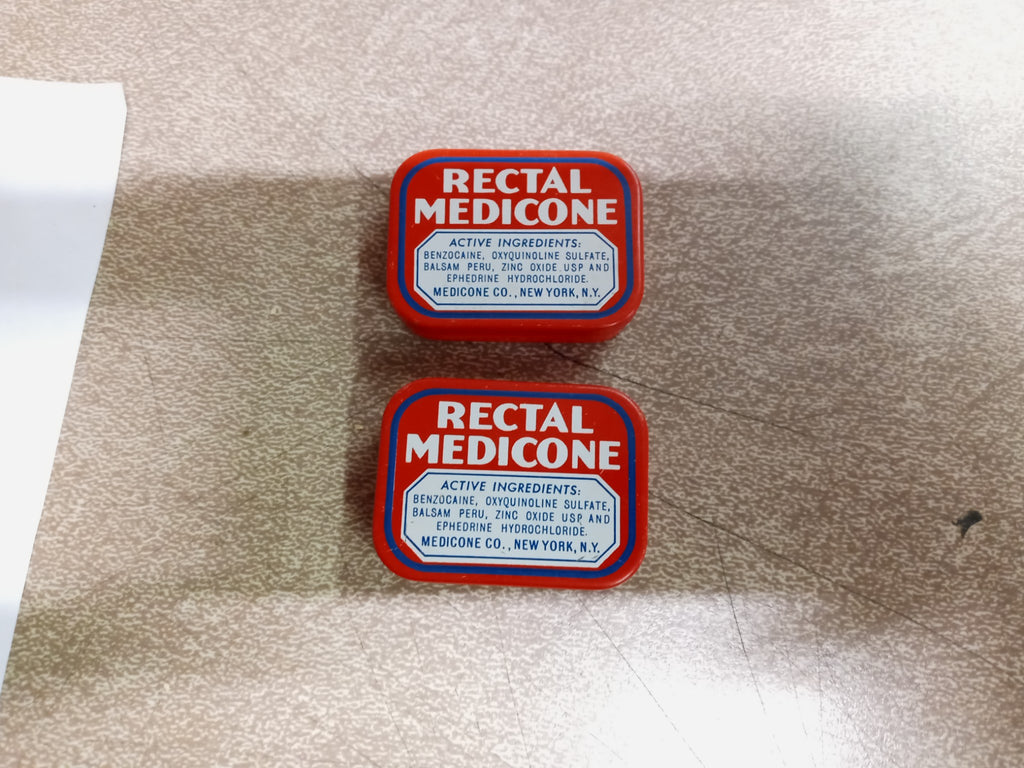 RECTAL
MEDICONE
ACTIVE INGREDIENTS:
BENZOCAINE, OXYQUINOLINE SULFATE,
BALSAM PERU, ZINC OXIDE USP AND
EPHEDRINE HYDROCHLORIDE.
MEDICONE CO., NEW YORK, N.Y.
RECTAL
MEDICONE
ACTIVE INGREDIENTS:
BENZOCAINE, OXYQUINOLINE SULFATE,
BALSAM PERU, ZINC OXIDE USP AND
EPHEDRINE HYDROCHLORIDE.
MEDICONE CO., NEW YORK, N.Y.